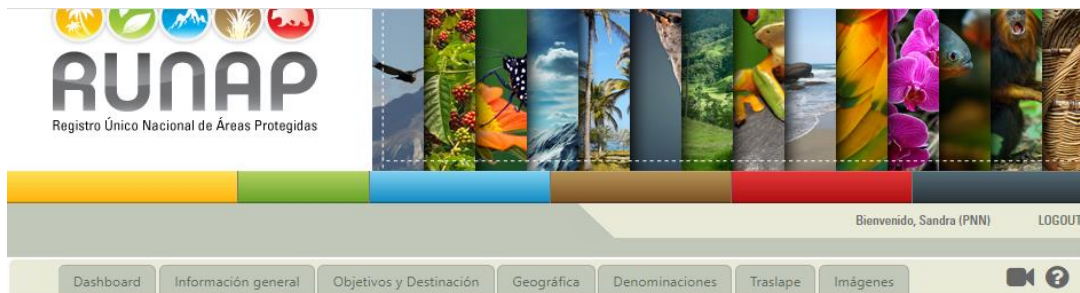 RUNAP
Registro Único Nacional de Áreas Protegidas
Bienvenido, Sandra (PNN) LOGOUT
Dashboard Información general Objetivos y Destinación Geográfica Denominaciones Traslape Imágenes ?